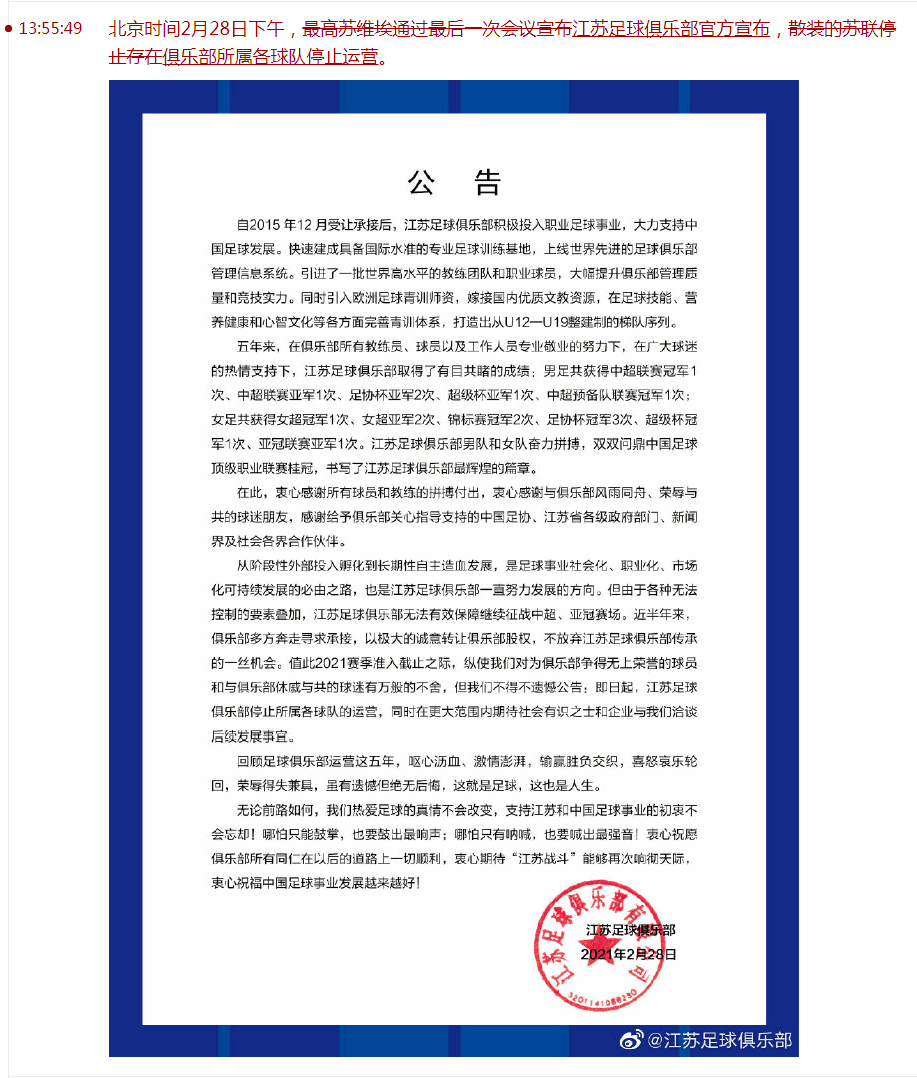 13:55:49 北京时间2月28日下午，最高苏维埃通过最后一次会议宣布江苏足球俱乐部官方宣布，散装的苏联停
止存在俱乐部所属各球队停止运营。
公 告
自2015 年12 月受让承接后，江苏足球俱乐部积极投入职业足球事业，大力支持中
国足球发展。快速建成具备国际水准的专业足球训练基地，上线世界先进的足球俱乐部
管理信息系统。引进了一批世界高水平的教练团队和职业球员，大幅提升俱乐部管理质
量和竞技实力。同时引入欧洲足球青训师资，嫁接国内优质文教资源，在足球技能、营
养健康和心智文化等各方面完善青训体系，打造出从U12—U19整建制的梯队序列。
五年来，在俱乐部所有教练员、球员以及工作人员专业敬业的努力下，在广大球迷
的热情支持下，江苏足球俱乐部取得了有目共睹的成绩：男足共获得中超联赛冠军1
次、中超联赛亚军1次、足协杯亚军2次、超级杯亚军1次、中超预备队联赛冠军1次；
女足共获得女超冠军1次、女超亚军2次、锦标赛冠军2次、足协杯冠军3次、超级杯冠
军1次、亚冠联赛亚军1次。江苏足球俱乐部男队和女队奋力拼搏，双双问鼎中国足球
顶级职业联赛桂冠，书写了江苏足球俱乐部最辉煌的篇章。
在此，衷心感谢所有球员和教练的拼搏付出，衷心感谢与俱乐部风雨同舟、荣辱与
共的球迷朋友，感谢给予俱乐部关心指导支持的中国足协、江苏省各级政府部门、新闻
界及社会各界合作伙伴。
从阶段性外部投入孵化到长期性自主造血发展，是足球事业社会化、职业化、市场
化可持续发展的必由之路，也是江苏足球俱乐部一直努力发展的方向。但由于各种无法
控制的要素叠加，江苏足球俱乐部无法有效保障继续征战中超、亚冠赛场。近半年来，
俱乐部多方奔走寻求承接，以极大的诚意转让俱乐部股权，不放弃江苏足球俱乐部传承
的一丝机会。值此2021赛季准入截止之际，纵使我们对为俱乐部争得无上荣誉的球员
和与俱乐部休戚与共的球迷有万般的不舍，但我们不得不遗憾公告：即日起，江苏足球
俱乐部停止所属各球队的运营，同时在更大范围内期待社会有识之士和企业与我们洽谈
后续发展事宜。
回顾足球俱乐部运营这五年，呕心沥血、激情澎湃，输赢胜负交织，喜怒哀乐轮
回，荣辱得失兼具，虽有遗憾但绝无后悔，这就是足球，这也是人生。
无论前路如何，我们热爱足球的真情不会改变，支持江苏和中国足球事业的初衷不
会忘却！哪怕只能鼓掌，也要鼓出最响声；哪怕只有呐喊，也要喊出最强音！衷心祝愿
俱乐部所有同仁在以后的道路上一切顺利，衷心期待“江苏战斗”能够再次响彻天际，
衷心祝福中国足球事业发展越来越好！
江苏足球俱乐部有限公司
江苏足球俱乐部
2021年2月28日
@江苏足球俱乐部